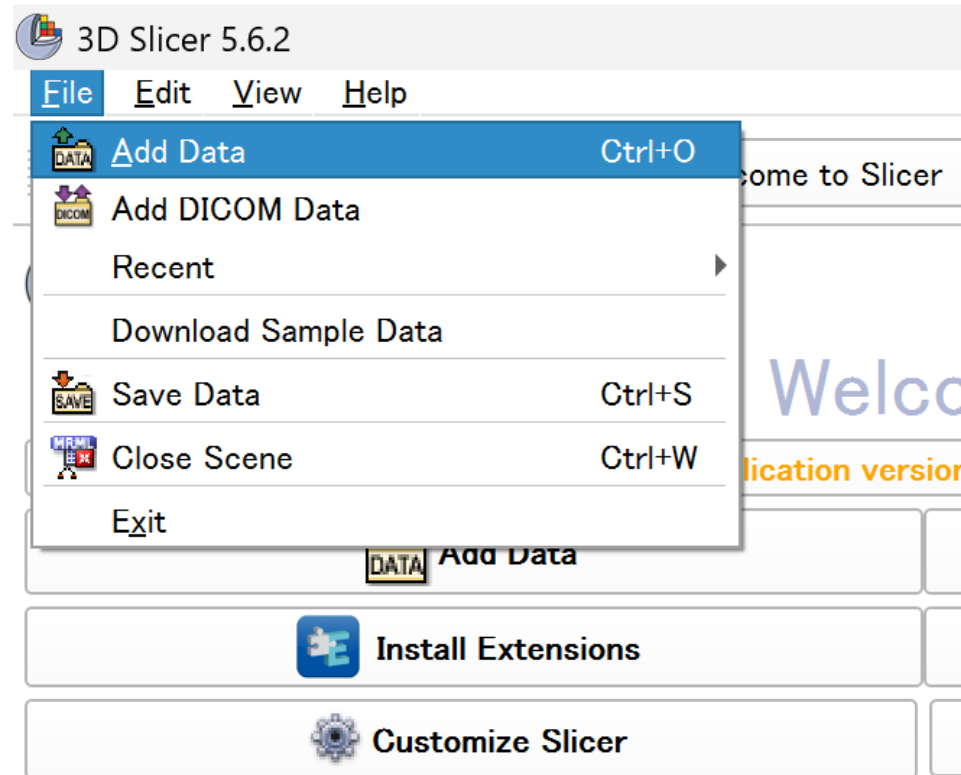 3D Slicer 5.6.2
File Edit View Help
DATA Add Data Ctrl+O
come to Slicer
DICOM Add DICOM Data
Recent
Download Sample Data
SAVE Save Data Ctrl+S
Welco
MRML Close Scene Ctrl+W
lication version
Exit
DATA Add Data
Install Extensions
Customize Slicer